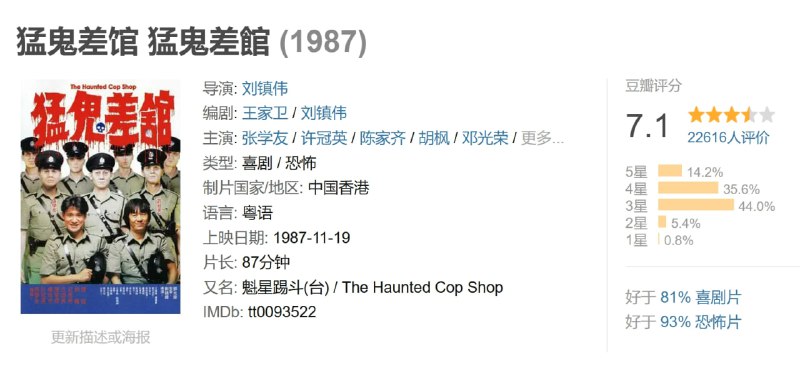 猛鬼差馆 猛鬼差館 (1987)
The Haunted Cop Shop
猛鬼差館
更新描述或海报
导演: 刘镇伟
编剧: 王家卫 / 刘镇伟
主演: 张学友 / 许冠英 / 陈家齐 / 胡枫 / 邓光荣 / 更多...
类型: 喜剧 / 恐怖
制片国家/地区: 中国香港
语言: 粤语
上映日期: 1987-11-19
片长: 87分钟
又名: 魁星踢斗(台) / The Haunted Cop Shop
IMDb: tt0093522
豆瓣评分
7.1
22616人评价
5星 14.2%
4星 35.6%
3星 44.0%
2星 5.4%
1星 0.8%
好于 81% 喜剧片
好于 93% 恐怖片